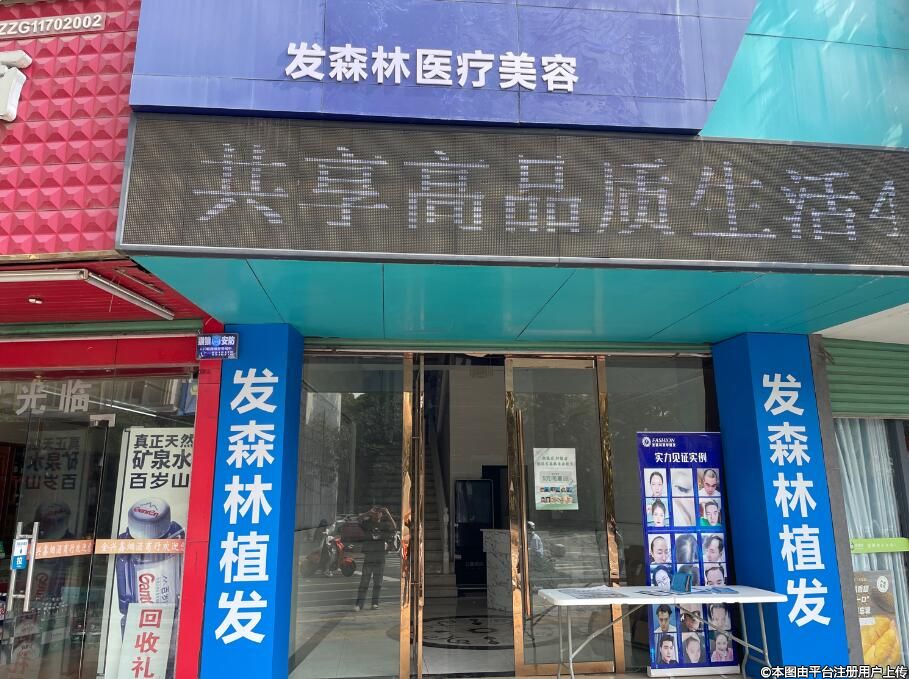 ZZG11702002
发森林医疗美容
共享高品质生活
安防
发森林植发
发森林植发
光临
真正天然
矿泉水
百岁山
回收礼
FASHION
实力见证实例
©本图由平台注册用户上传